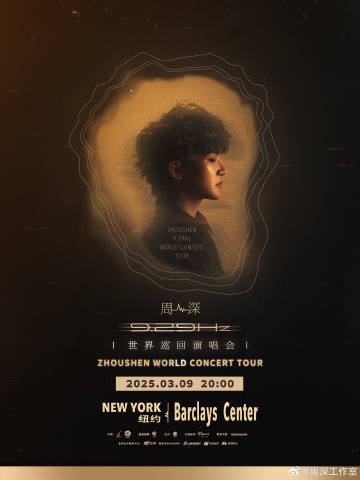 ZHOUSHEN
9.29Hz
WORLD CONCERT
TOUR
周 深
9.29Hz
世界巡回演唱会
ZHOUSHEN WORLD CONCERT TOUR
2025.03.09 20:00
NEW YORK
纽约
Barclays Center
@周深工作室